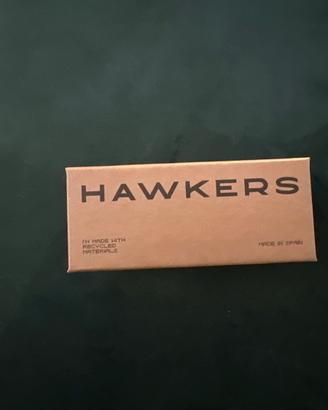 HAWKERS
I'M MADE WITH
RECYCLED
MATERIALS
MADE IN SPAIN